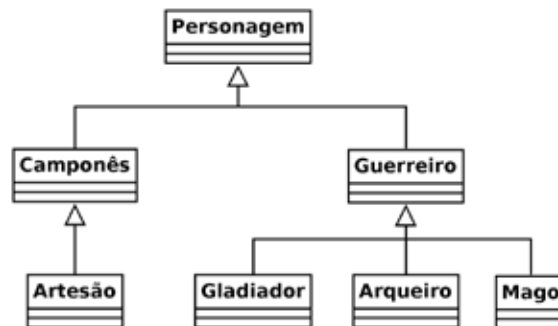 Personagem
Camponês
Guerreiro
Artesão
Gladiador
Arqueiro
Mago